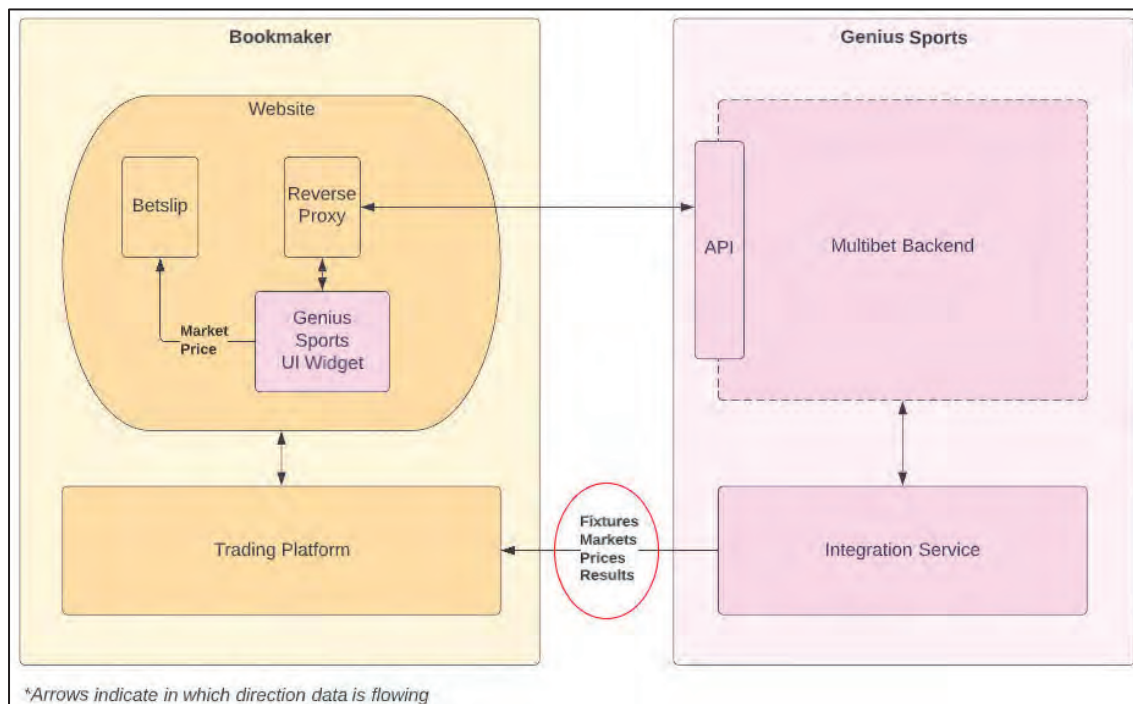 Bookmaker
Genius Sports
Website
Betslip
Reverse
Proxy
API
Multibet Backend
Market
Price
Genius
Sports
UI Widget
Trading Platform
Fixtures
Markets
Prices
Results
Integration Service
*Arrows indicate in which direction data is flowing